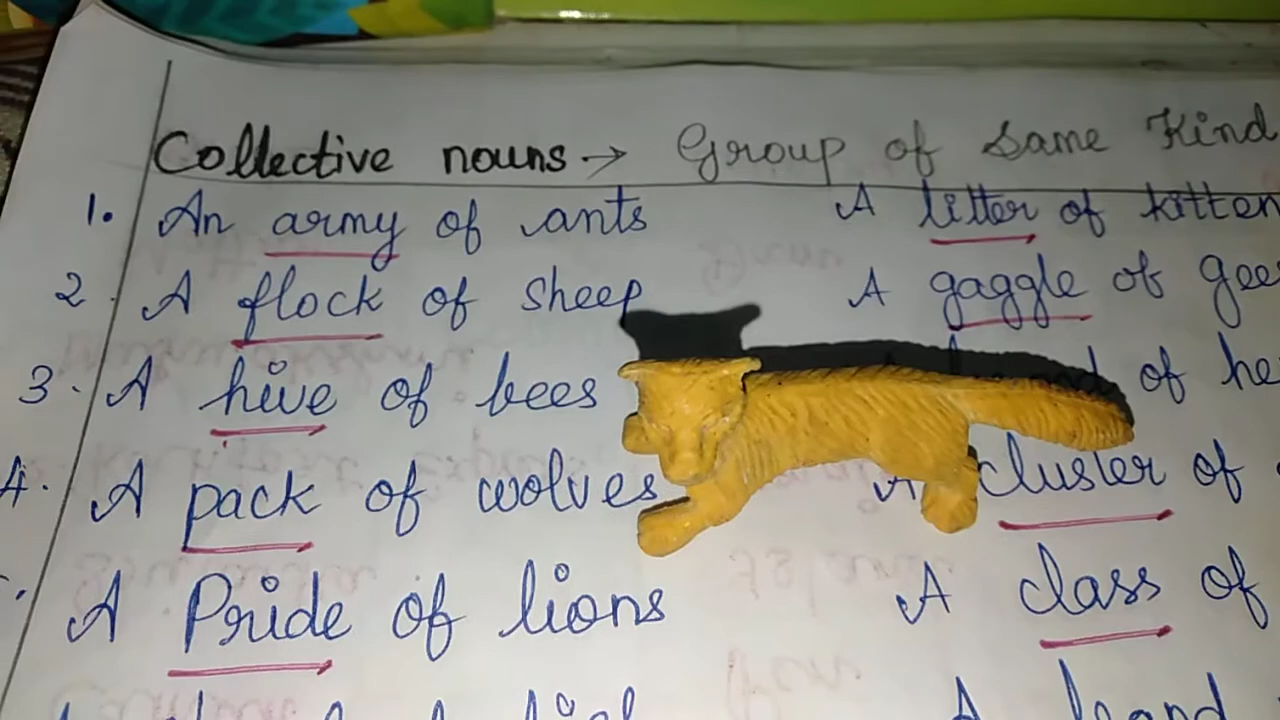 Collective nouns → Group of Same Kind
1. An army of ants A litter of kitten
2. A flock of sheep A gaggle of gee
3. A hive of bees of he
4. A pack of wolves A cluster of
A Pride of lions A class of
A